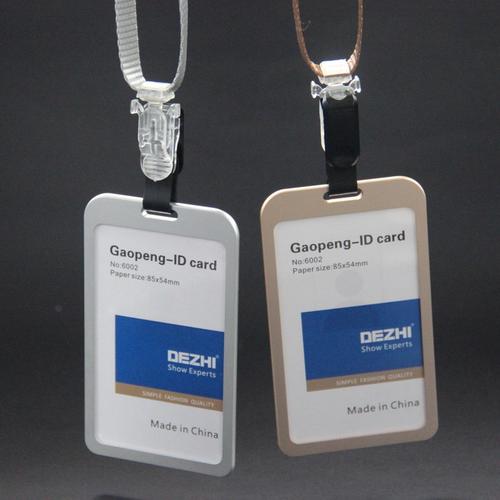 Gaopeng-ID card
No:6002
Paper size:85x54mm
DEZHI
Show Experts
SIMPLE FASHION QUALITY
Made in China
Gaopeng-ID card
No:6002
Paper size:85x54mm
DEZHI
Show Experts
SIMPLE FASHION QUALITY
Made in China